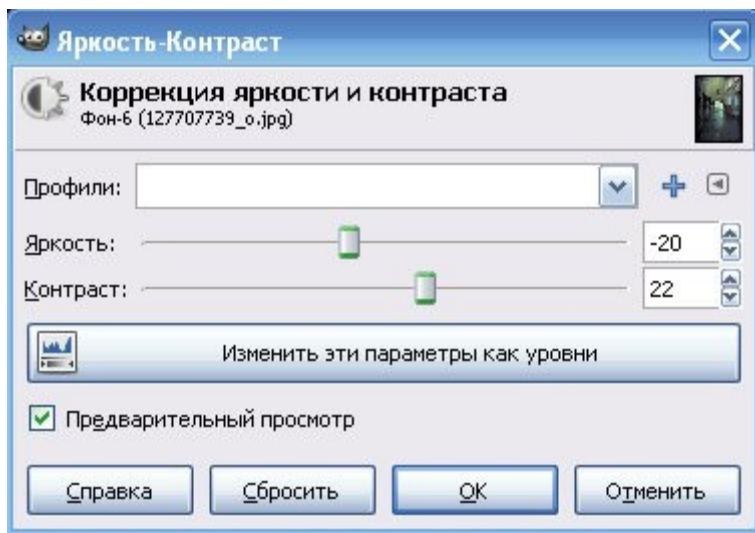 Яркость-Контраст
Коррекция яркости и контраста
Фон-6 (127707739_o.jpg)
Профили:
Яркость: -20
Контраст: 22
Изменить эти параметры как уровни
Предварительный просмотр
Справка Сбросить OK Отменить